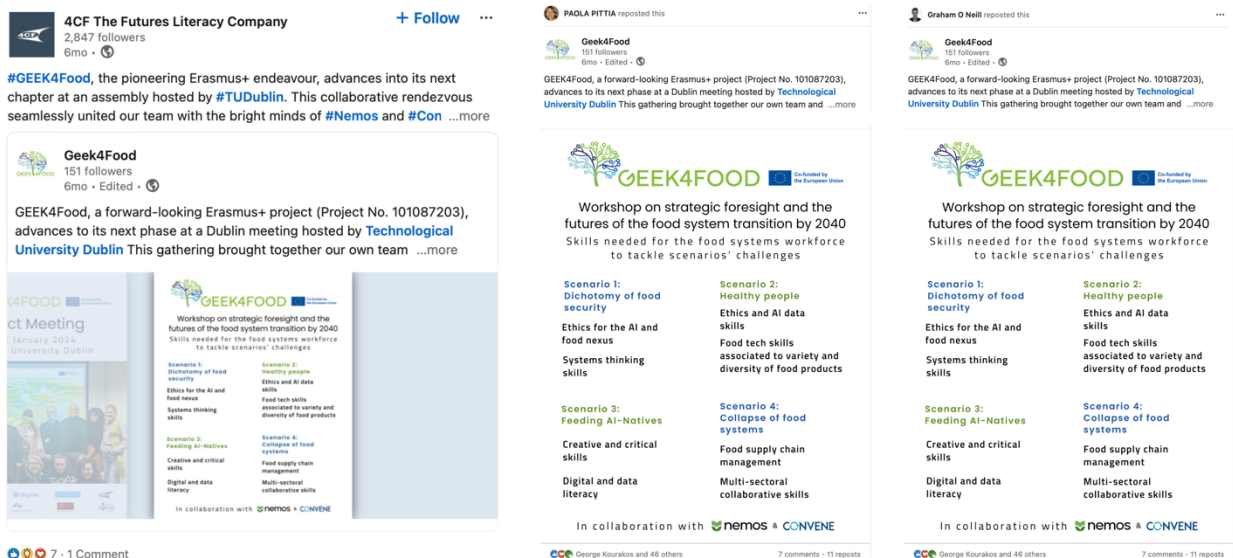 4CF The Futures Literacy Company
+ Follow
2,847 followers
6mo •
#GEEK4Food, the pioneering Erasmus+ endeavour, advances into its next
chapter at an assembly hosted by #TUDublin. This collaborative rendezvous
seamlessly united our team with the bright minds of #Nemos and #Con ...more
GEEK4FOOD
Geek4Food
151 followers
6mo • Edited •
GEEK4Food, a forward-looking Erasmus+ project (Project No. 101087203),
advances to its next phase at a Dublin meeting hosted by Technological
University Dublin This gathering brought together our own team ...more
K4FOOD
ct Meeting
January 2024
University Dublin
GEEK4FOOD
Co-funded by
the European Union
Workshop on strategic foresight and the
futures of the food system transition by 2040
Skills needed for the food systems workforce
to tackle scenarios' challenges
Scenario 1:
Dichotomy of food
security
Ethics for the AI and
food nexus
Systems thinking
skills
Scenario 2:
Healthy people
Ethics and AI data
skills
Food tech skills
associated to variety and
diversity of food products
Scenario 3:
Feeding AI-Natives
Creative and critical
skills
Digital and data
literacy
Scenario 4:
Collapse of food
systems
Food supply chain
management
Multi-sectoral
collaborative skills
In collaboration with nemos & CONVENE
7 · 1 Comment
PAOLA PITTIA reposted this
GEEK4FOOD
Geek4Food
151 followers
6mo • Edited •
GEEK4Food, a forward-looking Erasmus+ project (Project No. 101087203),
advances to its next phase at a Dublin meeting hosted by Technological
University Dublin This gathering brought together our own team and ...more
GEEK4FOOD
Co-funded by
the European Union
Workshop on strategic foresight and the
futures of the food system transition by 2040
Skills needed for the food systems workforce
to tackle scenarios' challenges
Scenario 1:
Dichotomy of food
security
Ethics for the AI and
food nexus
Systems thinking
skills
Scenario 2:
Healthy people
Ethics and AI data
skills
Food tech skills
associated to variety and
diversity of food products
Scenario 3:
Feeding AI-Natives
Creative and critical
skills
Digital and data
literacy
Scenario 4:
Collapse of food
systems
Food supply chain
management
Multi-sectoral
collaborative skills
In collaboration with nemos & CONVENE
George Kourakos and 46 others
7 comments · 11 reposts
Graham O Neill reposted this
GEEK4FOOD
Geek4Food
151 followers
6mo • Edited •
GEEK4Food, a forward-looking Erasmus+ project (Project No. 101087203),
advances to its next phase at a Dublin meeting hosted by Technological
University Dublin This gathering brought together our own team and ...more
GEEK4FOOD
Co-funded by
the European Union
Workshop on strategic foresight and the
futures of the food system transition by 2040
Skills needed for the food systems workforce
to tackle scenarios' challenges
Scenario 1:
Dichotomy of food
security
Ethics for the AI and
food nexus
Systems thinking
skills
Scenario 2:
Healthy people
Ethics and AI data
skills
Food tech skills
associated to variety and
diversity of food products
Scenario 3:
Feeding AI-Natives
Creative and critical
skills
Digital and data
literacy
Scenario 4:
Collapse of food
systems
Food supply chain
management
Multi-sectoral
collaborative skills
In collaboration with nemos & CONVENE
George Kourakos and 46 others
7 comments · 11 reposts